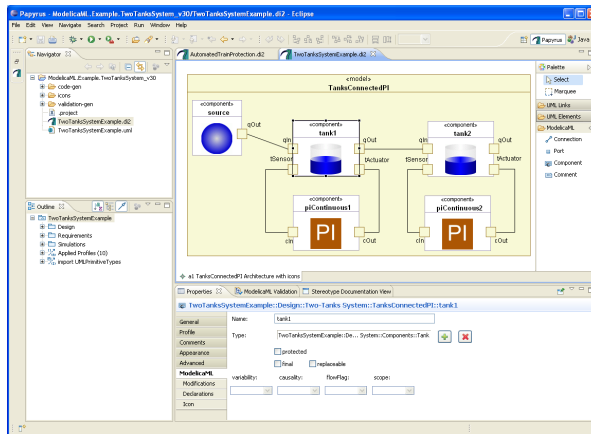 Papyrus - ModelicaML.Example.TwoTanksSystem_v30/TwoTanksSystemExample.di2 - Eclipse
File Edit View Navigate Search Project Run Window Help
Papyrus Java
Navigator
ModelicaML.Example.TwoTanksSystem_v30
code-gen
icons
validation-gen
.project
TwoTanksSystemExample.di2
TwoTanksSystemExample.uml
Outline
TwoTanksSystemExample
Design
Requirements
Simulations
Applied Profiles (10)
import UMLPrimitiveTypes
AutomatedTrainProtection.di2 TwoTanksSystemExample.di2
«model»
TanksConnectedPI
«component»
source
qOut
«component»
tank1
qIn
qOut
tSensor
tActuator
«component»
tank2
qIn
qOut
tSensor
tActuator
«component»
piContinuous1
PI
cIn
cOut
«component»
piContinuous2
PI
cIn
cOut
a1 TanksConnectedPI Architecture with icons
Palette
Select
Marquee
UML Links
UML Elements
ModelicaML
Connection
Port
Component
Comment
Properties ModelicaML Validation Stereotype Documentation View
TwoTanksSystemExample::Design::Two-Tanks System::TanksConnectedPI::tank1
General
Profile
Comments
Appearance
Advanced
ModelicaML
Modifications
Declarations
Icon
Name: tank1
Type: TwoTanksSystemExample::De... System::Components::Tank
protected
final replaceable
variability: causality: flowFlag: scope: